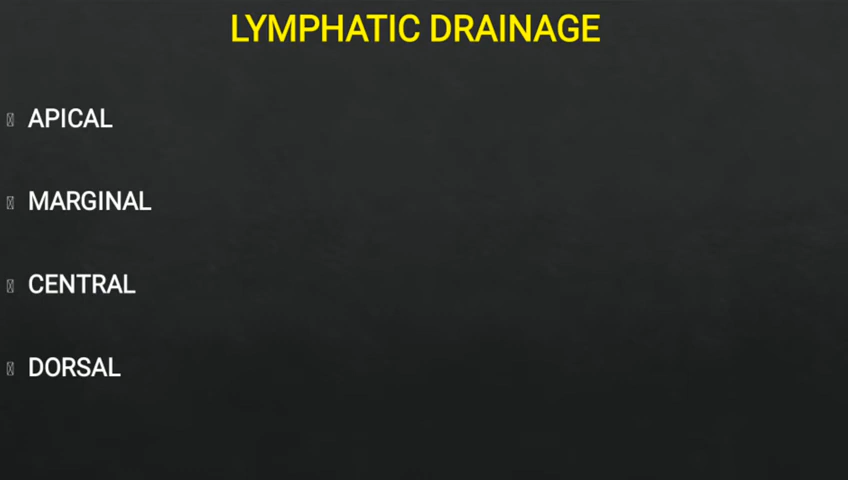 LYMPHATIC DRAINAGE
APICAL
MARGINAL
CENTRAL
DORSAL